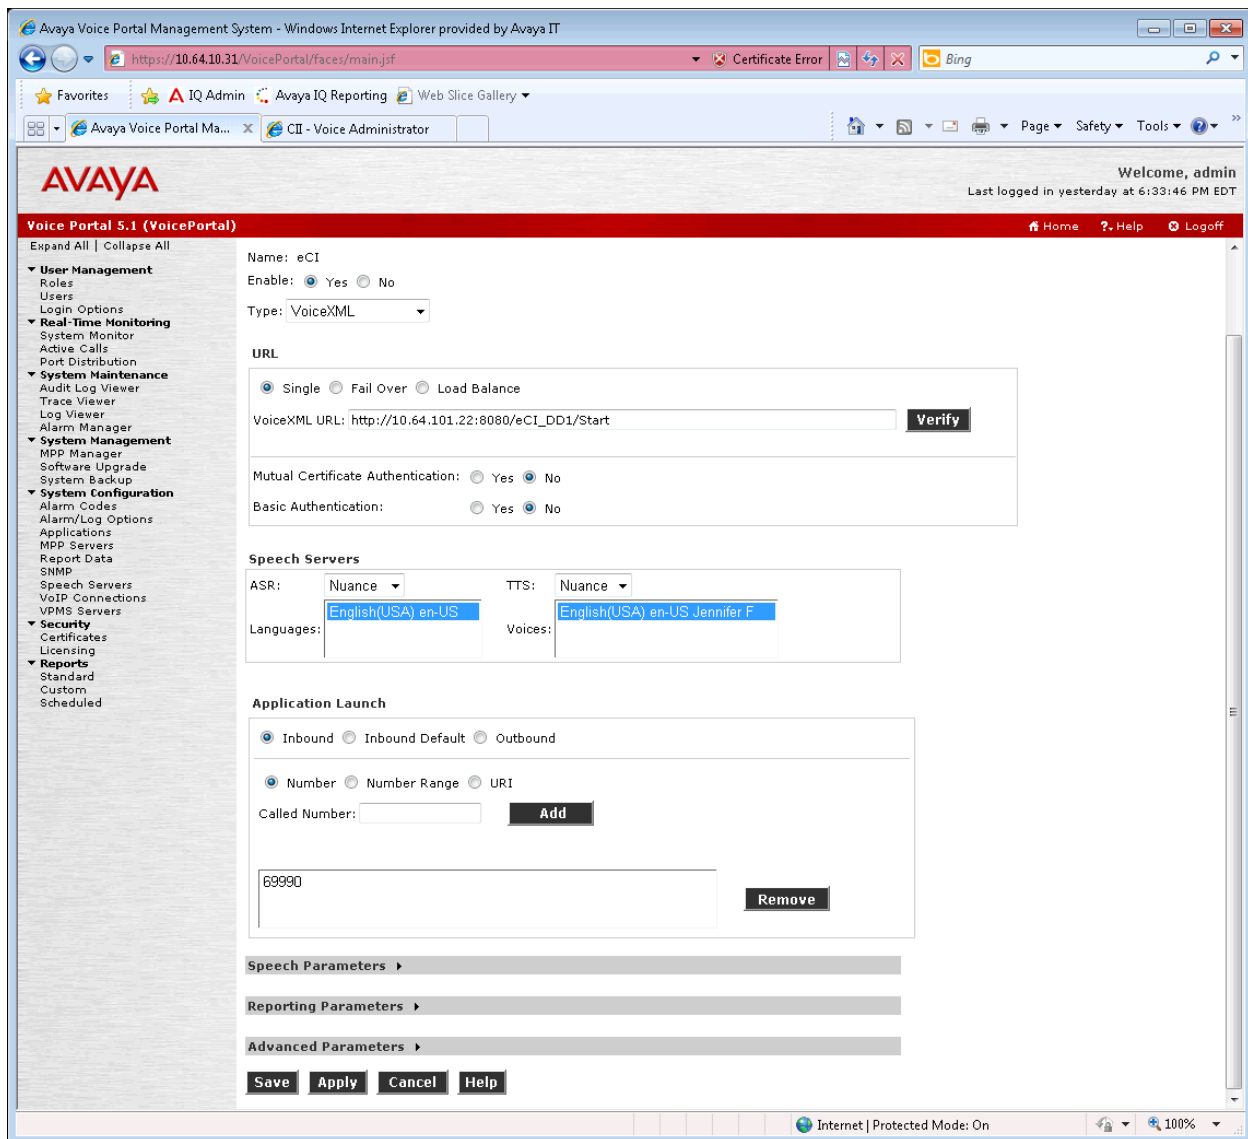 Avaya Voice Portal Management System - Windows Internet Explorer provided by Avaya IT
https://10.64.10.31/VoicePortal/faces/main.jsf Certificate Error Bing
Favorites IQ Admin Avaya IQ Reporting Web Slice Gallery
Avaya Voice Portal Ma... X CII - Voice Administrator Page Safety Tools »
AVAYA
Welcome, admin
Last logged in yesterday at 6:33:46 PM EDT
Voice Portal 5.1 (VoicePortal) Home ? Help Logoff
Expand All | Collapse All
User Management
Roles
Users
Login Options
Real-Time Monitoring
System Monitor
Active Calls
Port Distribution
System Maintenance
Audit Log Viewer
Trace Viewer
Log Viewer
Alarm Manager
System Management
MPP Manager
Software Upgrade
System Backup
System Configuration
Alarm Codes
Alarm/Log Options
Applications
MPP Servers
Report Data
SNMP
Speech Servers
VoIP Connections
VPMS Servers
Security
Certificates
Licensing
Reports
Standard
Custom
Scheduled
Name: eCI
Enable: Yes No
Type: VoiceXML
URL
Single Fail Over Load Balance
VoiceXML URL: http://10.64.101.22:8080/eCI_DD1/Start Verify
Mutual Certificate Authentication: Yes No
Basic Authentication: Yes No
Speech Servers
ASR: Nuance TTS: Nuance
English(USA) en-US English(USA) en-US Jennifer F
Languages: Voices:
Application Launch
Inbound Inbound Default Outbound
Number Number Range URI
Called Number: Add
69990
Remove
Speech Parameters
Reporting Parameters
Advanced Parameters
Save Apply Cancel Help
Internet | Protected Mode: On 100%